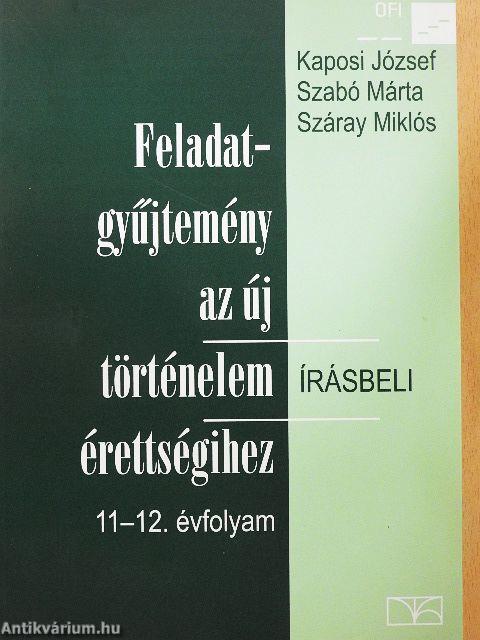 OFI
Kaposi József
Szabó Márta
Száray Miklós
Feladat-
gyűjtemény
az új
történelem
érettségihez
ÍRÁSBELI
11–12. évfolyam
Antikvárium.hu